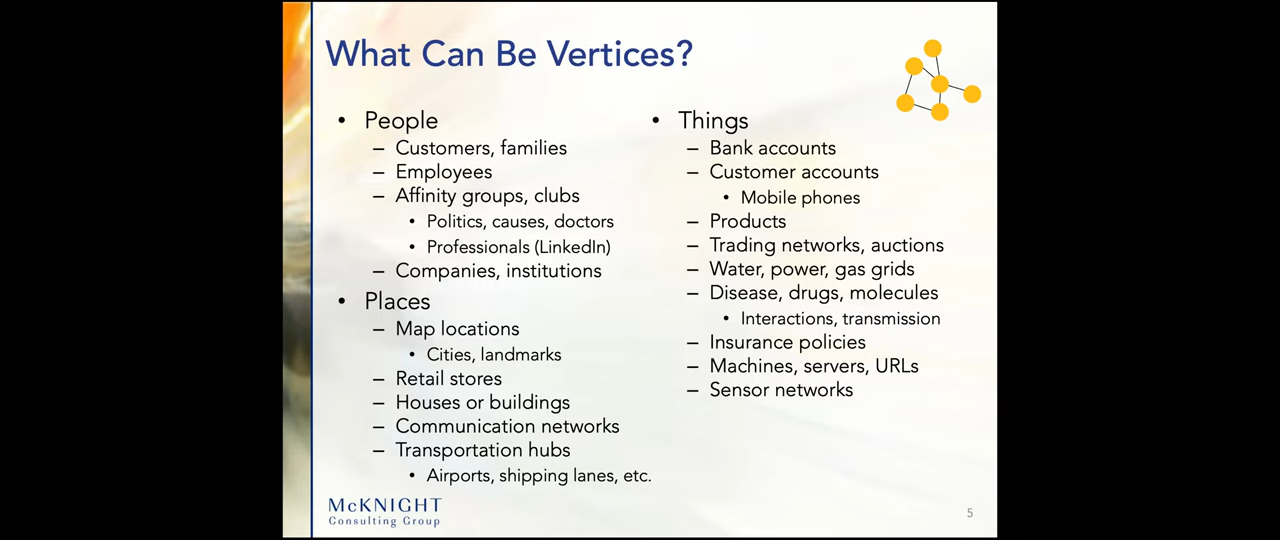 What Can Be Vertices?
• People
– Customers, families
– Employees
– Affinity groups, clubs
• Politics, causes, doctors
• Professionals (LinkedIn)
– Companies, institutions
• Places
– Map locations
• Cities, landmarks
– Retail stores
– Houses or buildings
– Communication networks
– Transportation hubs
• Airports, shipping lanes, etc.
• Things
– Bank accounts
– Customer accounts
• Mobile phones
– Products
– Trading networks, auctions
– Water, power, gas grids
– Disease, drugs, molecules
• Interactions, transmission
– Insurance policies
– Machines, servers, URLs
– Sensor networks
McKNIGHT
Consulting Group
5